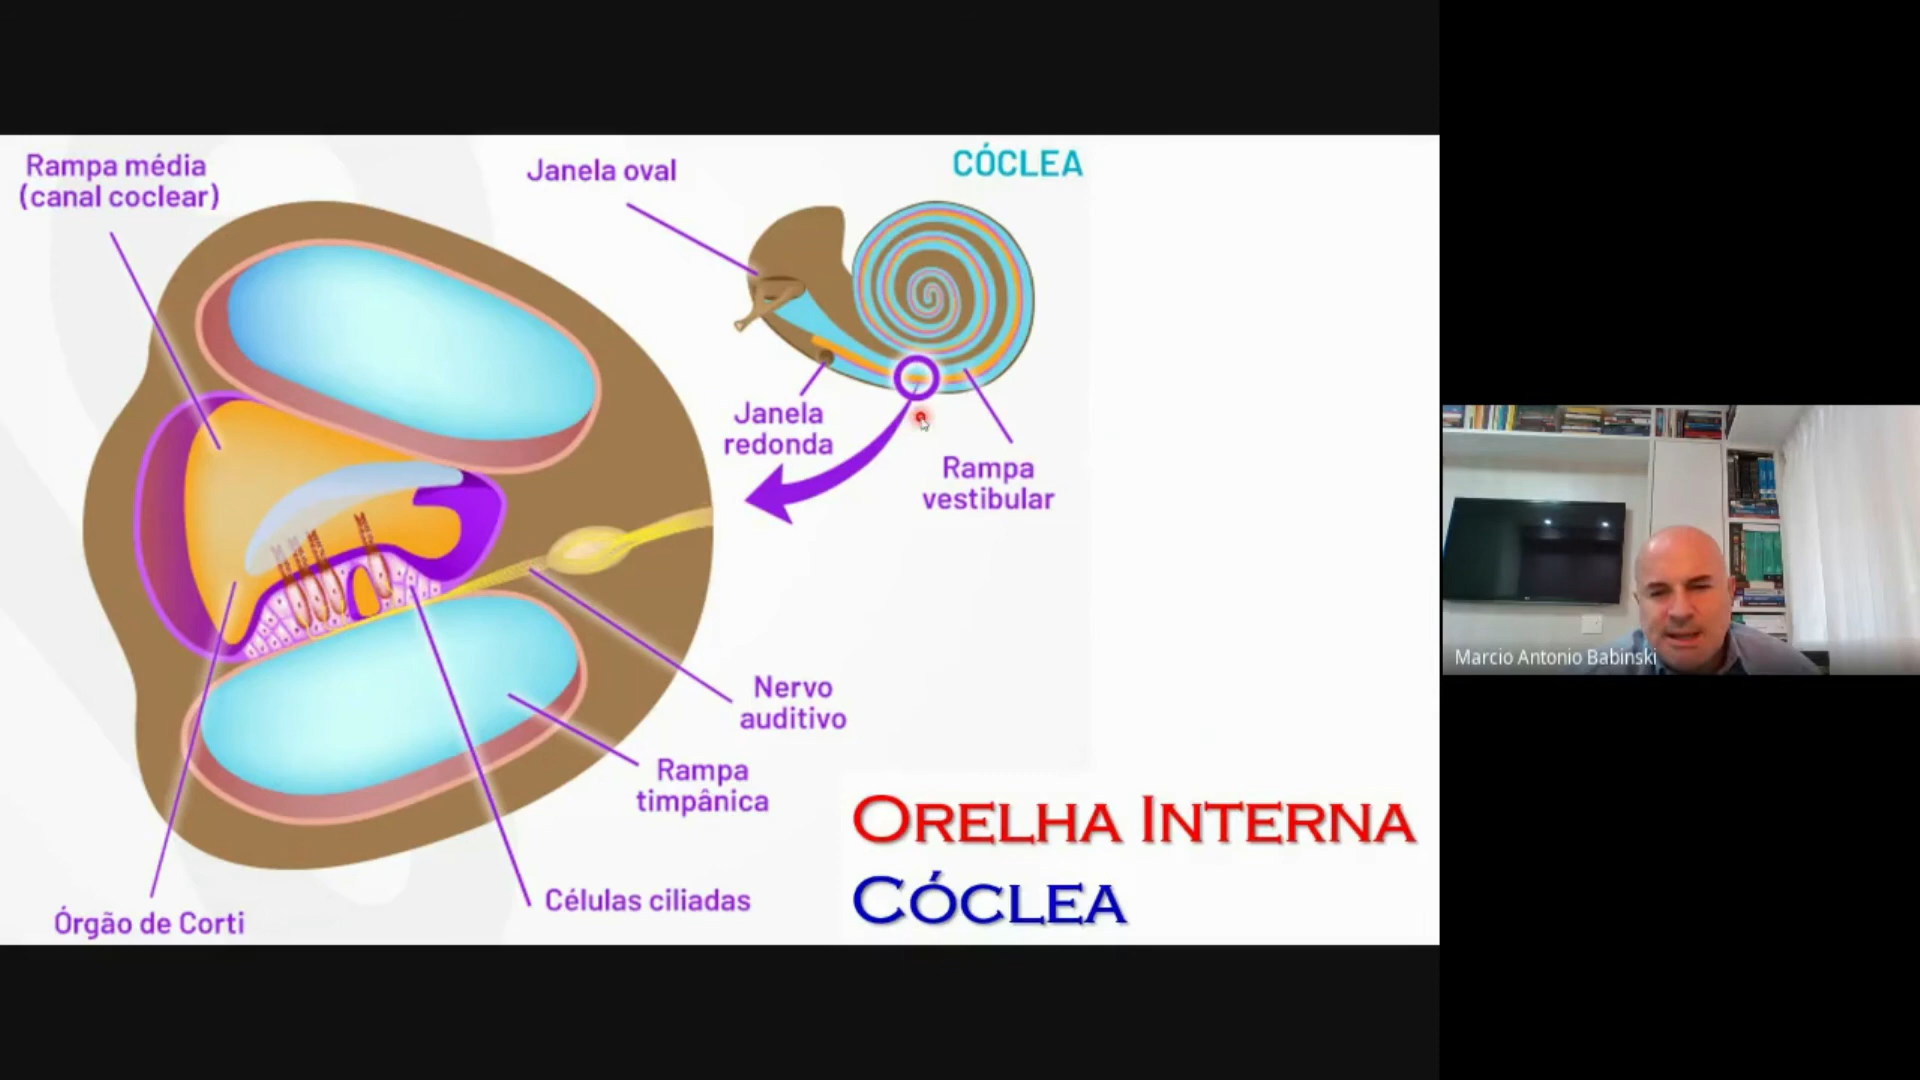 Rampa média
(canal coclear)
Janela oval
CÓCLEA
Janela
redonda
Rampa
vestibular
Nervo
auditivo
Rampa
timpânica
Células ciliadas
Órgão de Corti
ORELHA INTERNA
CÓCLEA
Marcio Antonio Babinski